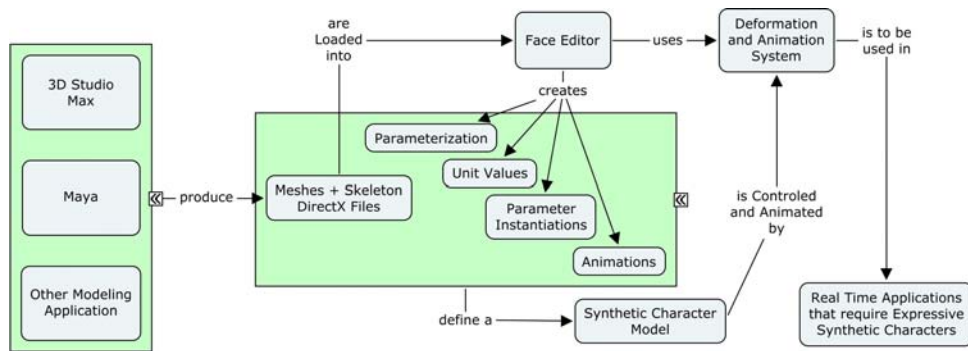 3D Studio
Max
Maya
Other Modeling
Application
produce
are
Loaded
into
Meshes + Skeleton
DirectX Files
Face Editor
creates
Parameterization
Unit Values
Parameter
Instantiations
Animations
uses
Deformation
and Animation
System
is to be
used in
define a
Synthetic Character
Model
is Controled
and Animated
by
Real Time Applications
that require Expressive
Synthetic Characters